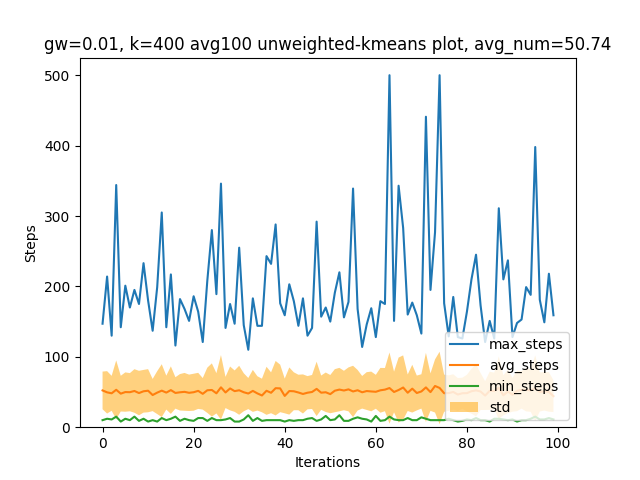 gw=0.01, k=400 avg100 unweighted-kmeans plot, avg_num=50.74
500
400
300
200
100
0
Steps
max_steps
avg_steps
min_steps
std
0
20
40
60
80
100
Iterations